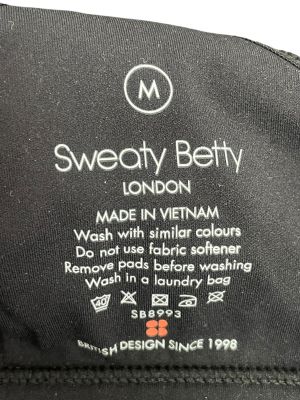 M
Sweaty Betty
LONDON
MADE IN VIETNAM
Wash with similar colours
Do not use fabric softener
Remove pads before washing
Wash in a laundry bag
40
SB8993
BRITISH DESIGN SINCE 1998